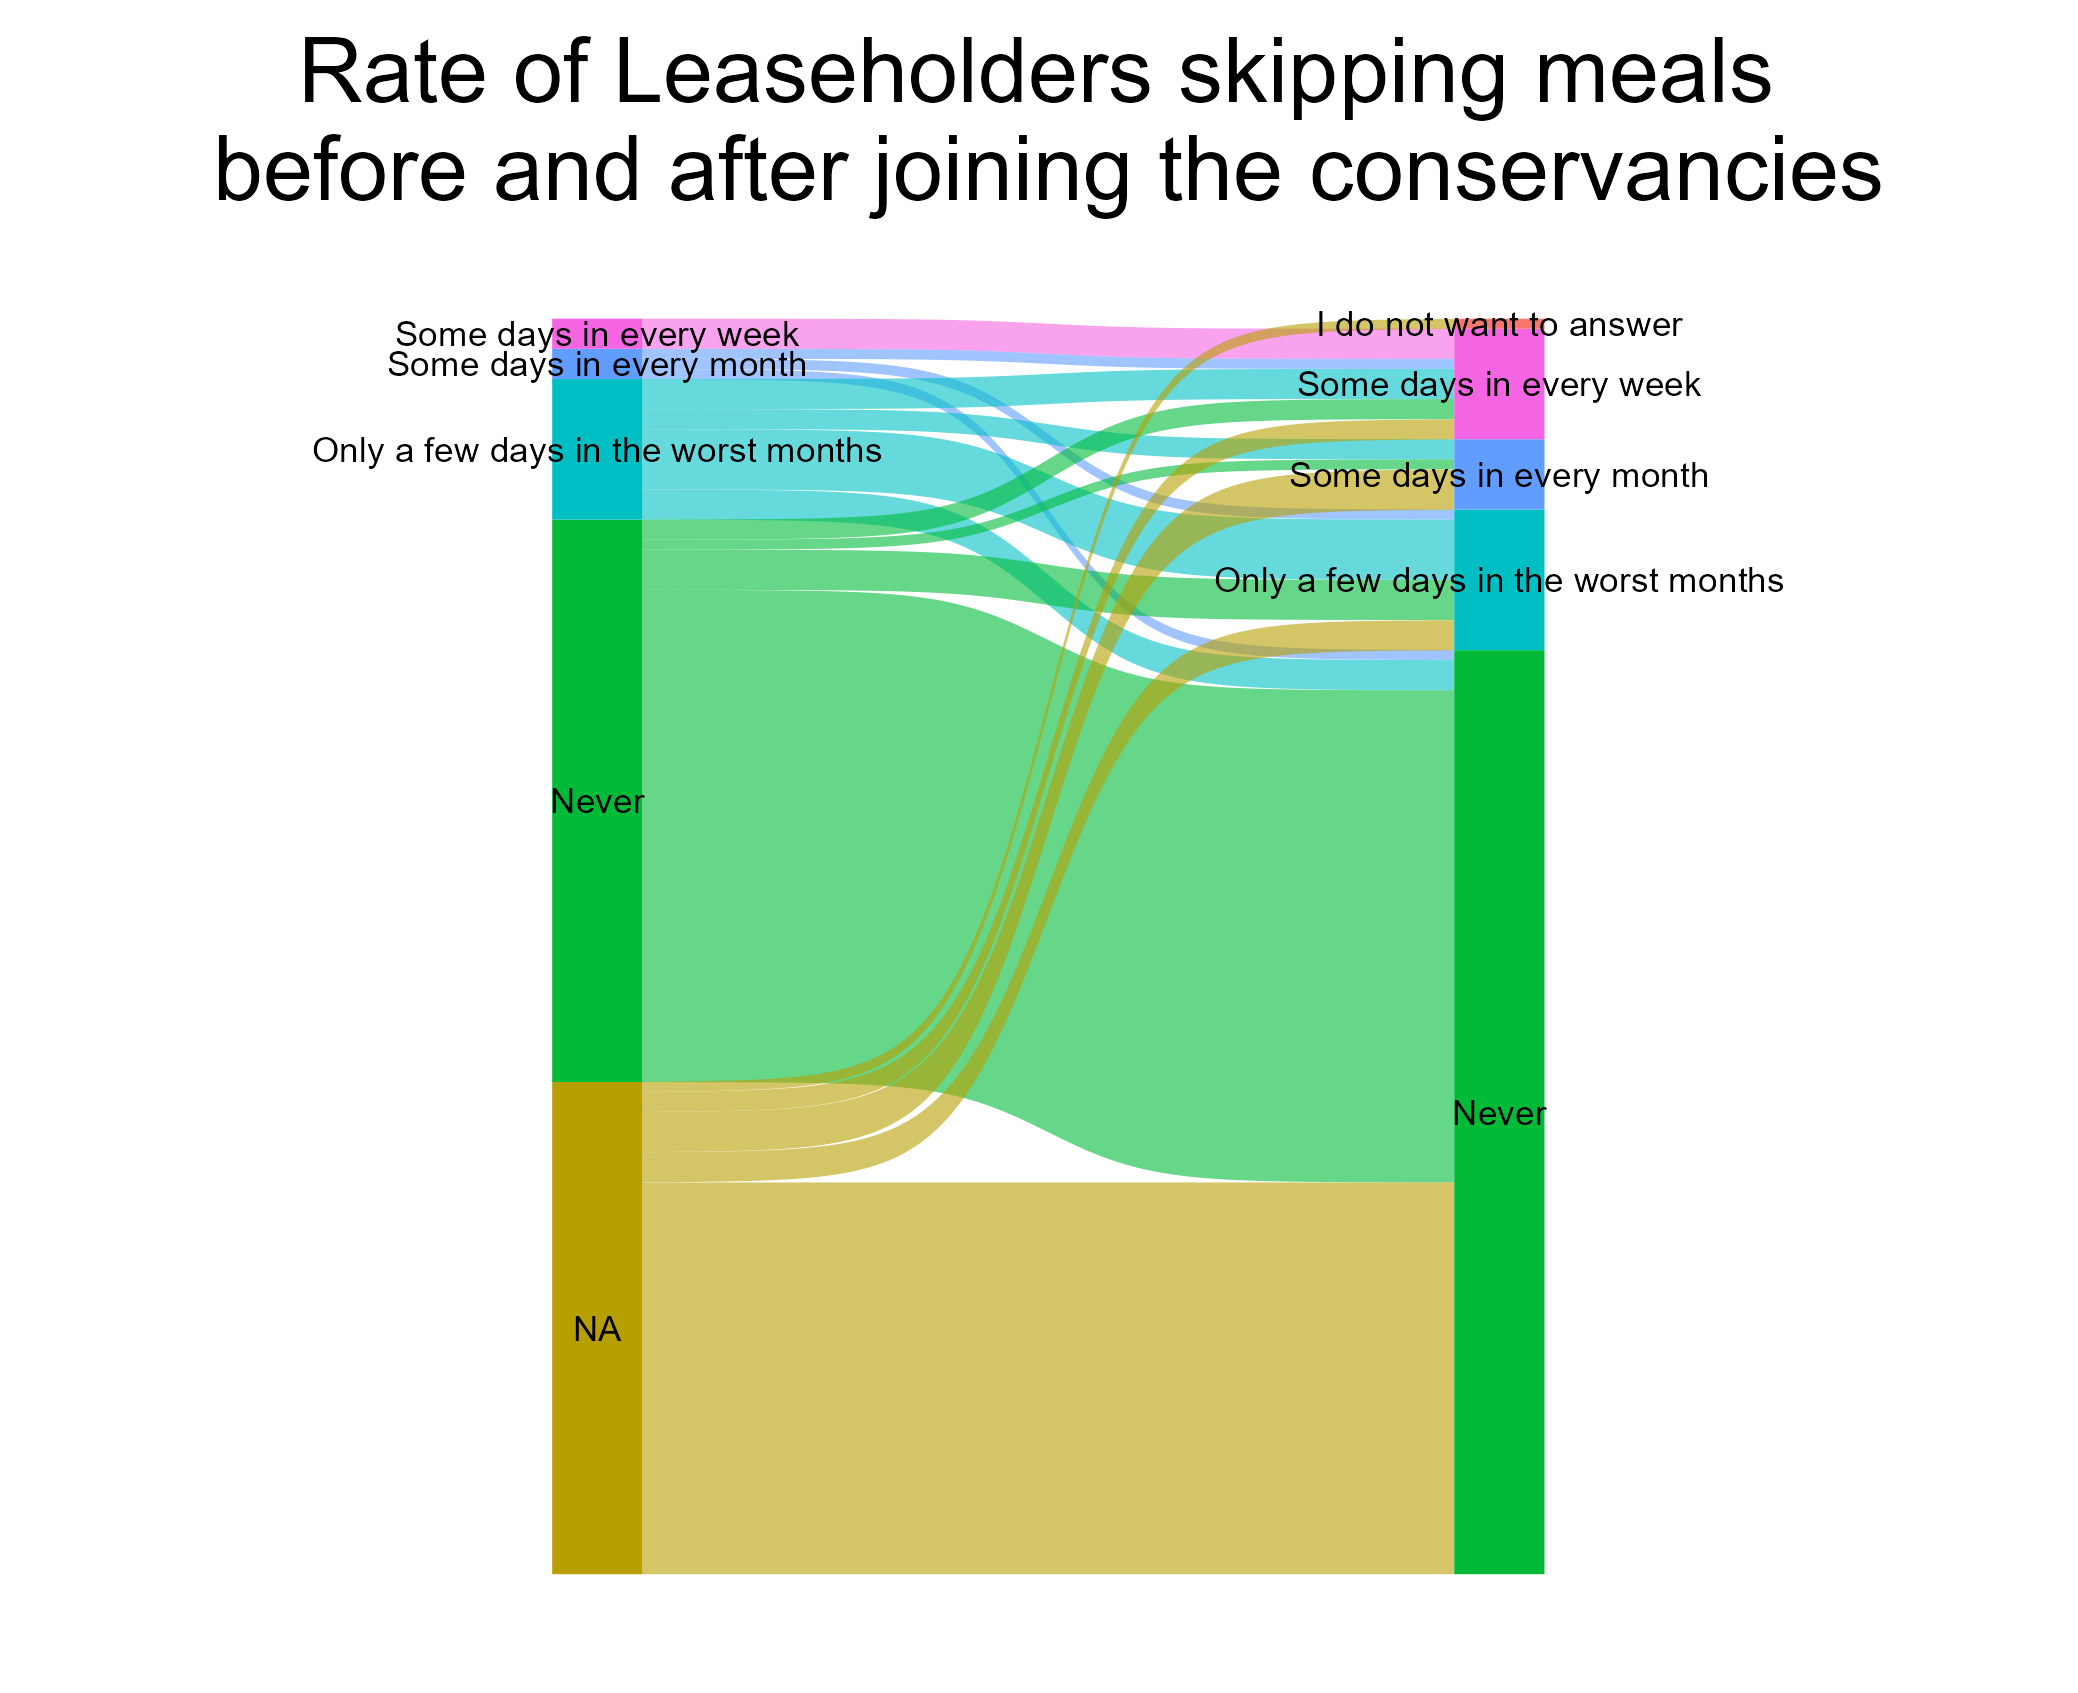 Rate of Leaseholders skipping meals
before and after joining the conservancies
Some days in every week
Some days in every month
Only a few days in the worst months
Never
NA
I do not want to answer
Some days in every week
Some days in every month
Only a few days in the worst months
Never